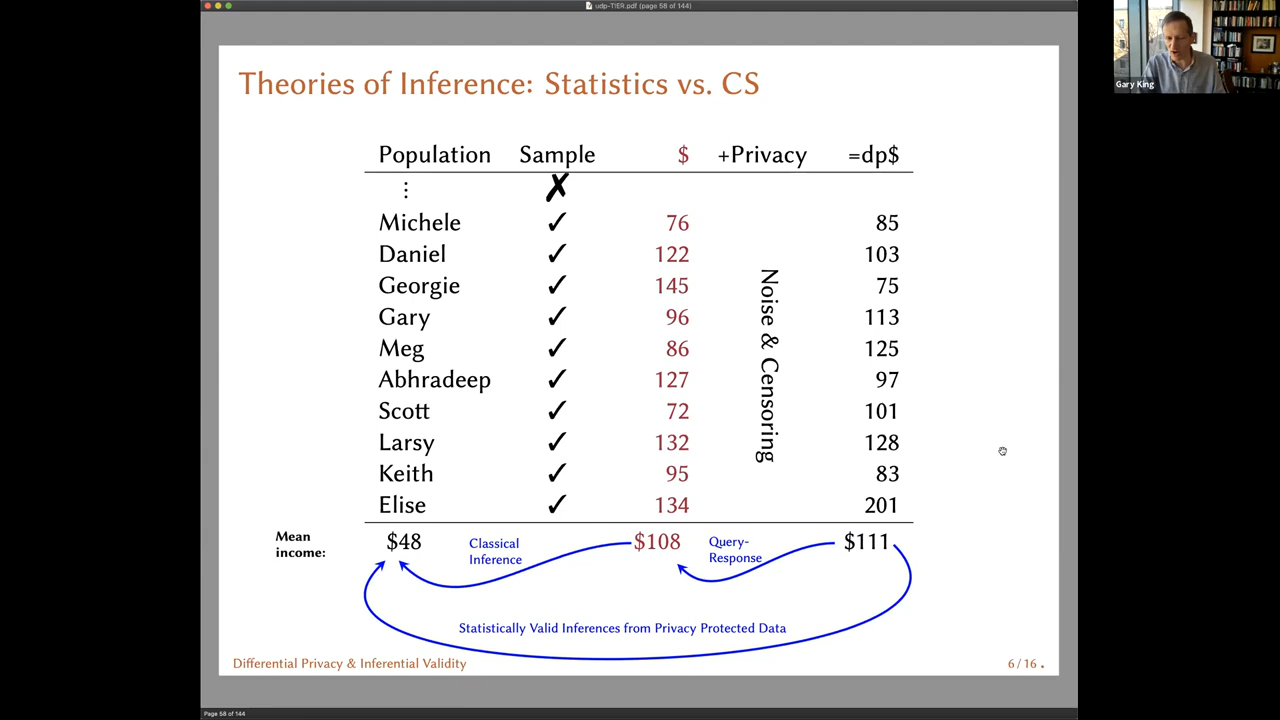 udp-TIER.pdf (page 58 of 144)
Gary King
Theories of Inference: Statistics vs. CS
Population Sample $ +Privacy =dp$
⋮ ✗
Michele ✓ 76 85
Daniel ✓ 122 103
Georgie ✓ 145 75
Gary ✓ 96 113
Meg ✓ 86 125
Abhradeep ✓ 127 97
Scott ✓ 72 101
Larsy ✓ 132 128
Keith ✓ 95 83
Elise ✓ 134 201
Noise & Censoring
Mean
income:
$48
Classical
Inference
$108
Query-
Response
$111
Statistically Valid Inferences from Privacy Protected Data
Differential Privacy & Inferential Validity
6 / 16 .
Page 58 of 144